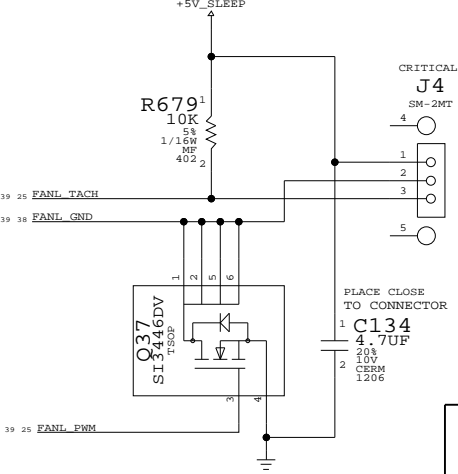 +5V_SLEEP
CRITICAL
J4
SM-2MT
4
1
2
3
5
R679
1
10K
5%
1/16W
MF
402
2
39 25 FANL_TACH
39 38 FANL_GND
1 2 5 6
Q37
SI3446DV
TSOP
3 4
PLACE CLOSE
TO CONNECTOR
1
C134
4.7UF
20%
10V
CERM
1206
2
39 25 FANL_PWM